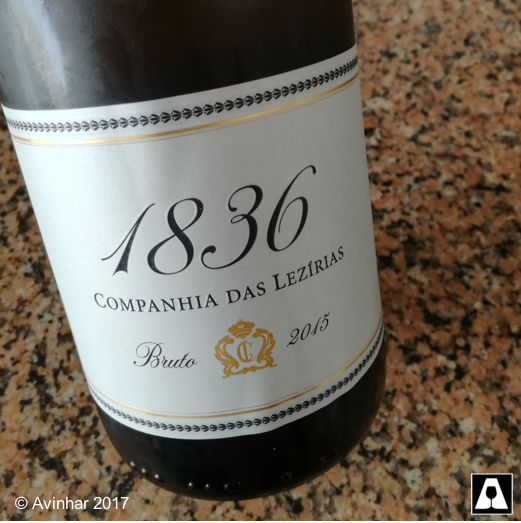 1836
COMPANHIA DAS LEZÍRIAS
Bruto 2015
© Avinhar 2017